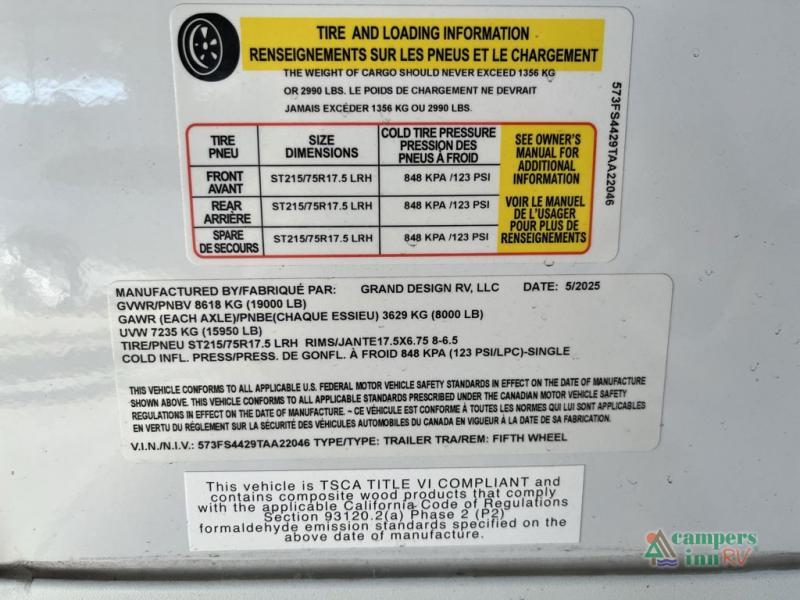 TIRE AND LOADING INFORMATION
RENSEIGNEMENTS SUR LES PNEUS ET LE CHARGEMENT
THE WEIGHT OF CARGO SHOULD NEVER EXCEED 1356 KG
OR 2990 LBS. LE POIDS DE CHARGEMENT NE DEVRAIT
JAMAIS EXCÉDER 1356 KG OU 2990 LBS.
TIRE
PNEU
SIZE
DIMENSIONS
COLD TIRE PRESSURE
PRESSION DES
PNEUS À FROID
FRONT
AVANT
ST215/75R17.5 LRH
848 KPA /123 PSI
REAR
ARRIÈRE
ST215/75R17.5 LRH
848 KPA /123 PSI
SPARE
DE SECOURS
ST215/75R17.5 LRH
848 KPA /123 PSI
SEE OWNER'S
MANUAL FOR
ADDITIONAL
INFORMATION
VOIR LE MANUEL
DE L'USAGER
POUR PLUS DE
RENSEIGNEMENTS
573FS4429TAA22046
MANUFACTURED BY/FABRIQUÉ PAR: GRAND DESIGN RV, LLC DATE: 5/2025
GVWR/PNBV 8618 KG (19000 LB)
GAWR (EACH AXLE)/PNBE(CHAQUE ESSIEU) 3629 KG (8000 LB)
UVW 7235 KG (15950 LB)
TIRE/PNEU ST215/75R17.5 LRH RIMS/JANTE17.5X6.75 8-6.5
COLD INFL. PRESS/PRESS. DE GONFL. À FROID 848 KPA (123 PSI/LPC)-SINGLE
THIS VEHICLE CONFORMS TO ALL APPLICABLE U.S. FEDERAL MOTOR VEHICLE SAFETY STANDARDS IN EFFECT ON THE DATE OF MANUFACTURE
SHOWN ABOVE. THIS VEHICLE CONFORMS TO ALL APPLICABLE STANDARDS PRESCRIBED UNDER THE CANADIAN MOTOR VEHICLE SAFETY
REGULATIONS IN EFFECT ON THE DATE OF MANUFACTURE. ~ CE VÉHICULE EST CONFORME À TOUTES LES NORMES QUI LUI SONT APPLICABLES
EN VERTU DU RÈGLEMENT SUR LA SÉCURITÉ DES VÉHICULES AUTOMOBILES DU CANADA EN VIGUEUR À LA DATE DE SA FABRICATION.
V.I.N./N.I.V.: 573FS4429TAA22046 TYPE/TYPE: TRAILER TRA/REM: FIFTH WHEEL
This vehicle is TSCA TITLE VI COMPLIANT and
contains composite wood products that comply
with the applicable California Code of Regulations
Section 93120.2(a) Phase 2 (P2)
formaldehyde emission standards specified on the
above date of manufacture.
campers
inn RV